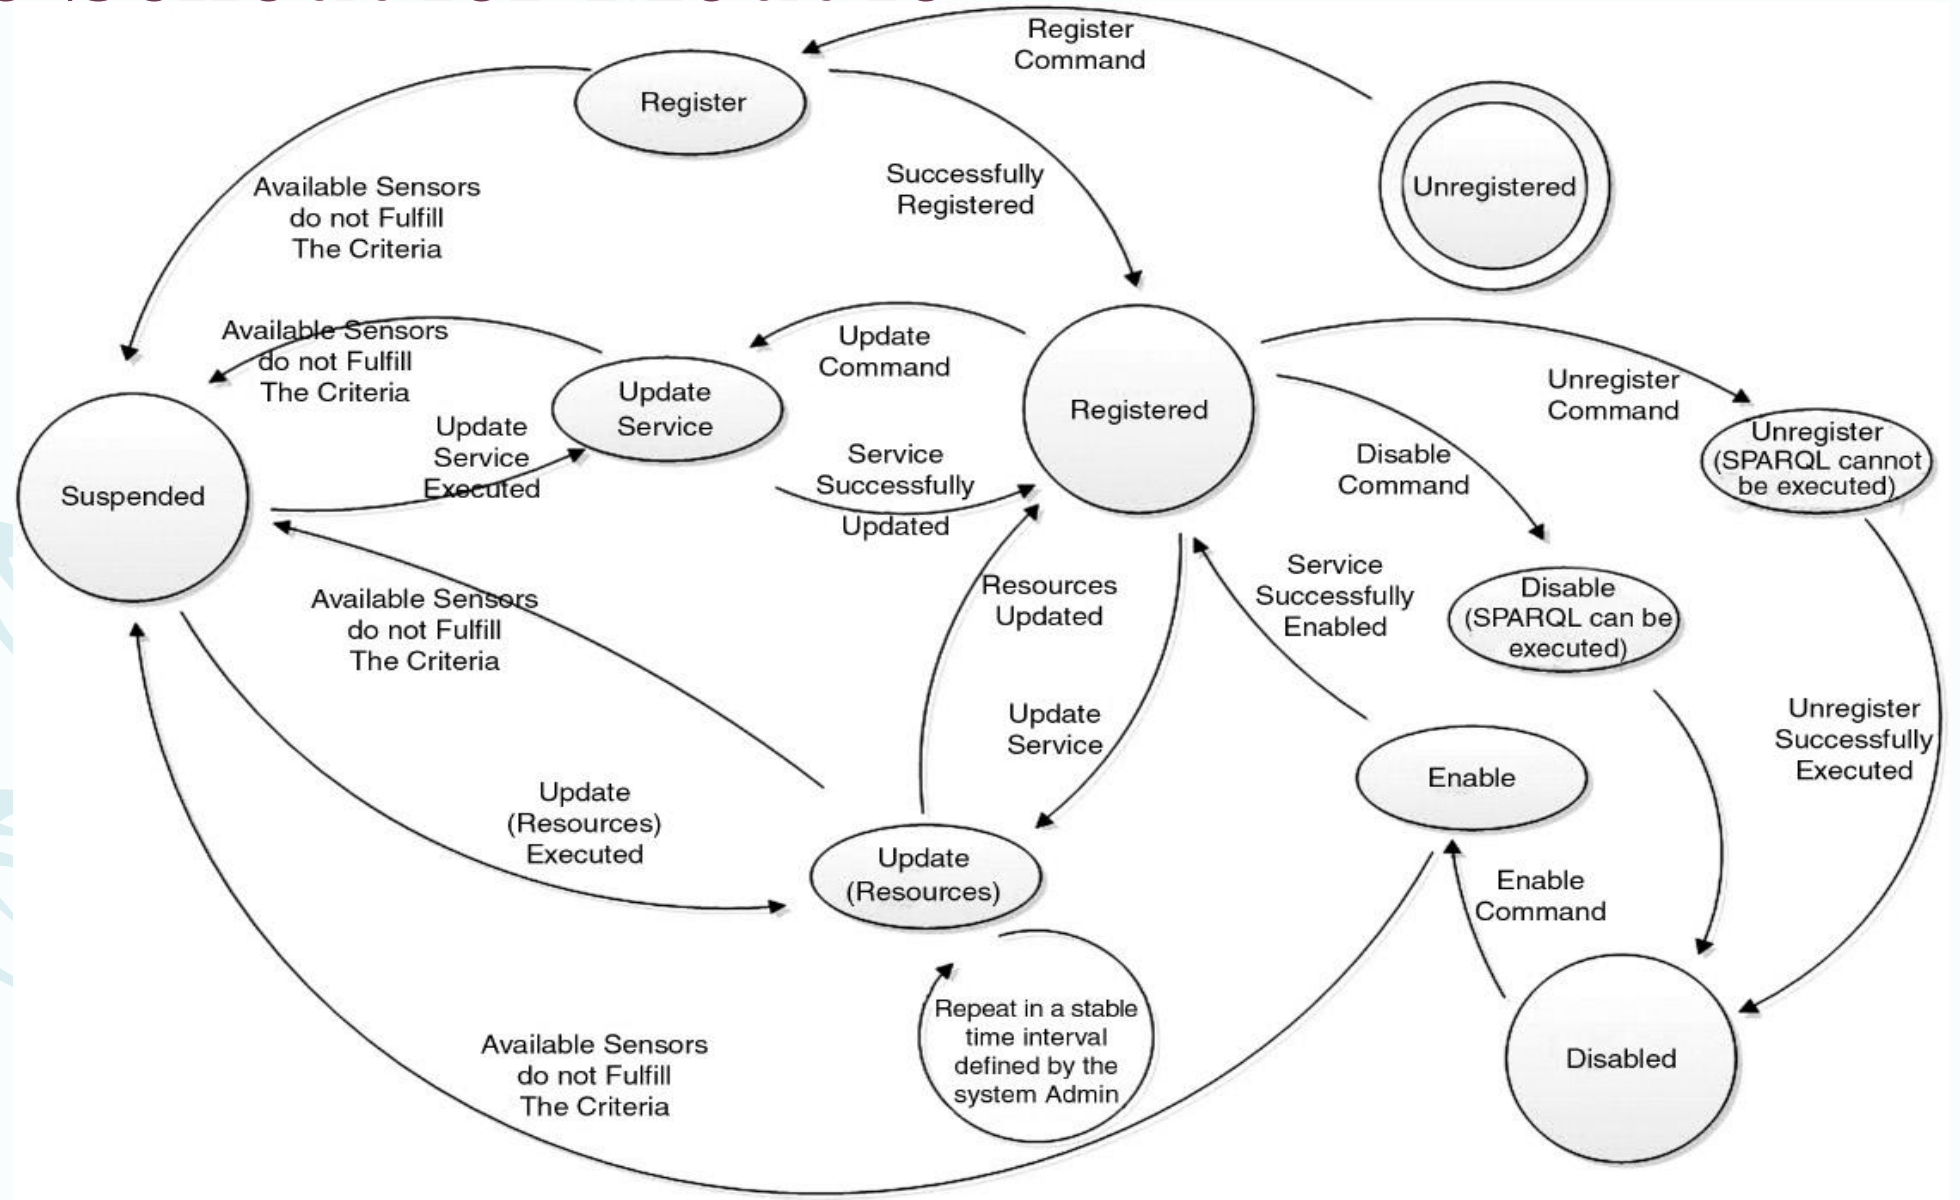 Register
Command
Register
Unregistered
Successfully
Registered
Available Sensors
do not Fulfill
The Criteria
Available Sensors
do not Fulfill
The Criteria
Update
Command
Update
Service
Registered
Unregister
Command
Unregister
(SPARQL cannot
be executed)
Update
Service
Executed
Service
Successfully
Updated
Disable
Command
Suspended
Available Sensors
do not Fulfill
The Criteria
Resources
Updated
Service
Successfully
Enabled
Disable
(SPARQL can be
executed)
Update
Service
Unregister
Successfully
Executed
Enable
Update
(Resources)
Executed
Update
(Resources)
Enable
Command
Repeat in a stable
time interval
defined by the
system Admin
Available Sensors
do not Fulfill
The Criteria
Disabled